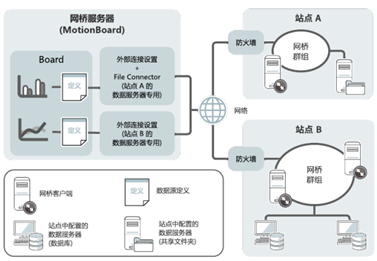 网桥服务器
(MotionBoard)
Board
定义
外部连接设置
+
File Connector
(站点 A 的
数据服务器专用)
定义
外部连接设置
(站点 B 的
数据服务器专用)
网络
防火墙
站点 A
网桥
群组
防火墙
站点 B
网桥
群组
网桥客户端
定义
数据源定义
站点中配置的
数据服务器
(数据库)
站点中配置的
数据服务器
(共享文件夹)